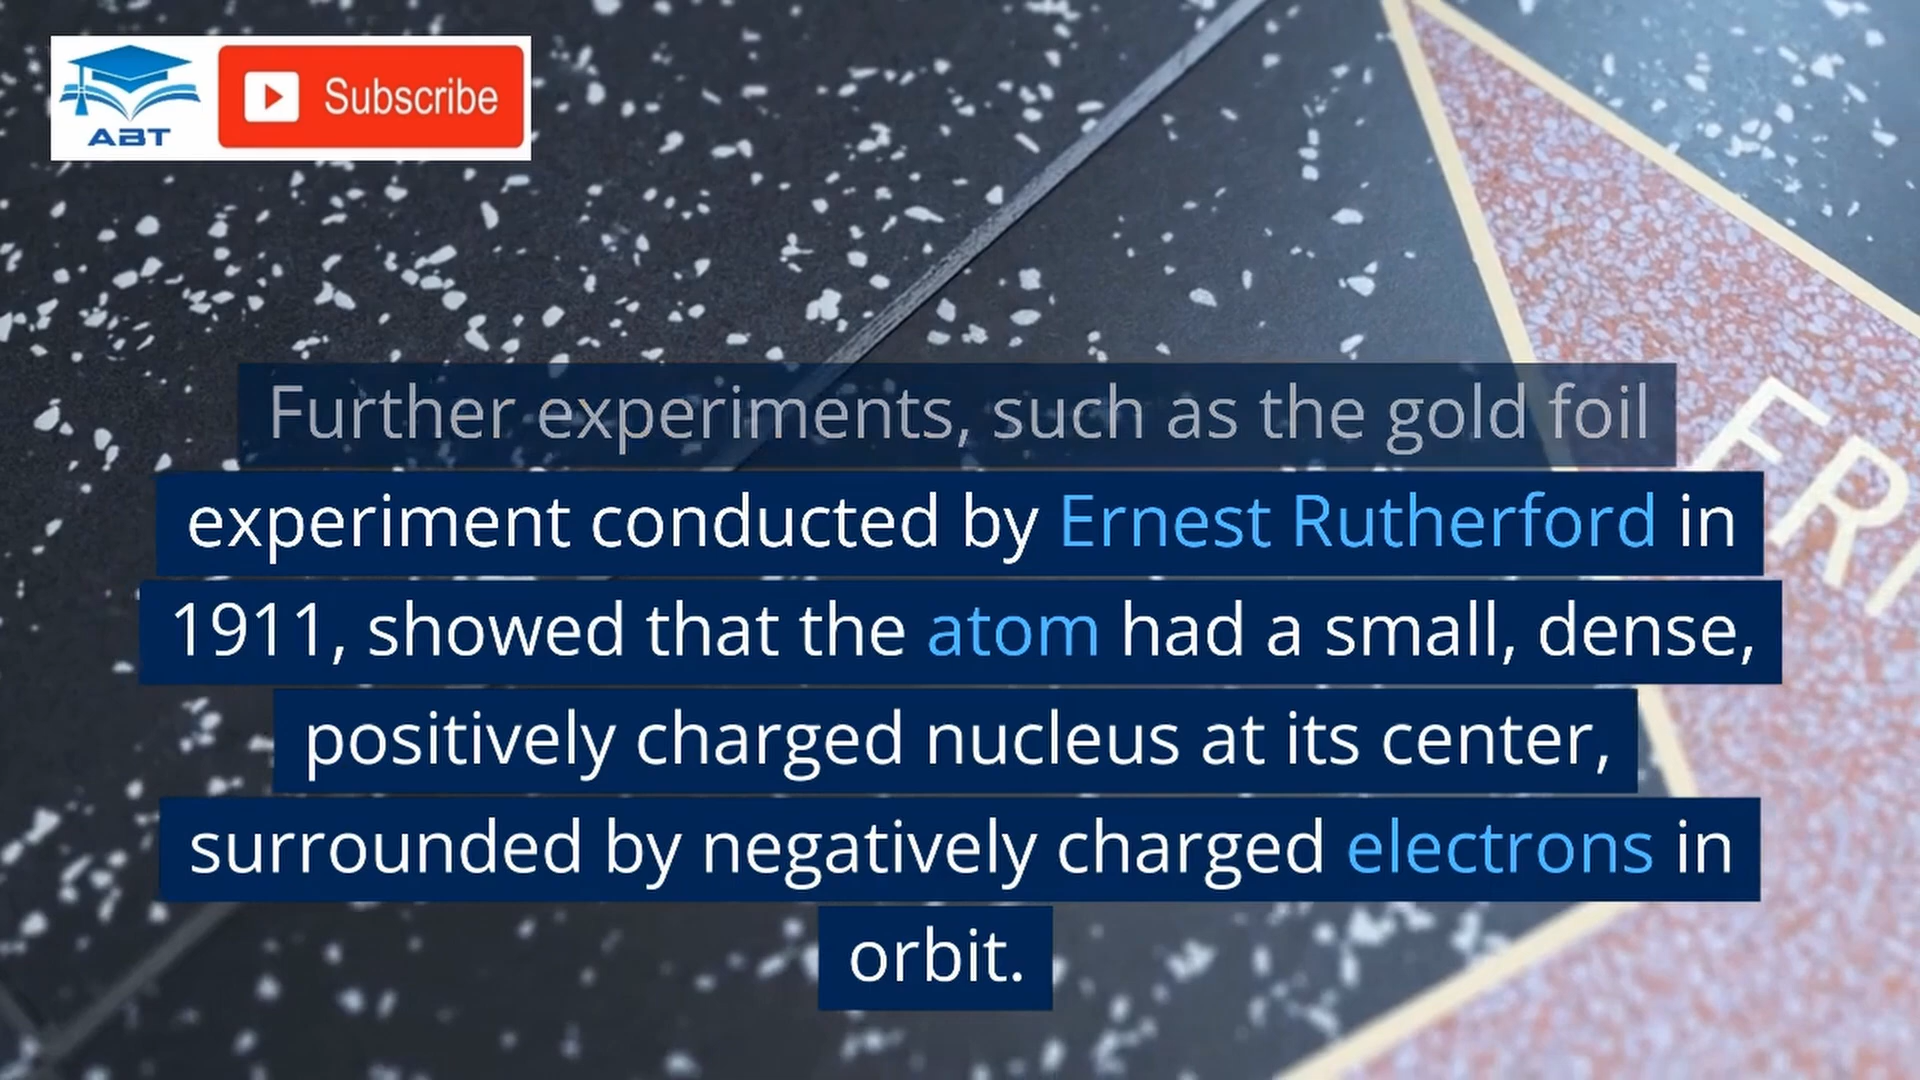 ABT
Subscribe
Further experiments, such as the gold foil
experiment conducted by Ernest Rutherford in
1911, showed that the atom had a small, dense,
positively charged nucleus at its center,
surrounded by negatively charged electrons in
orbit.
FRI